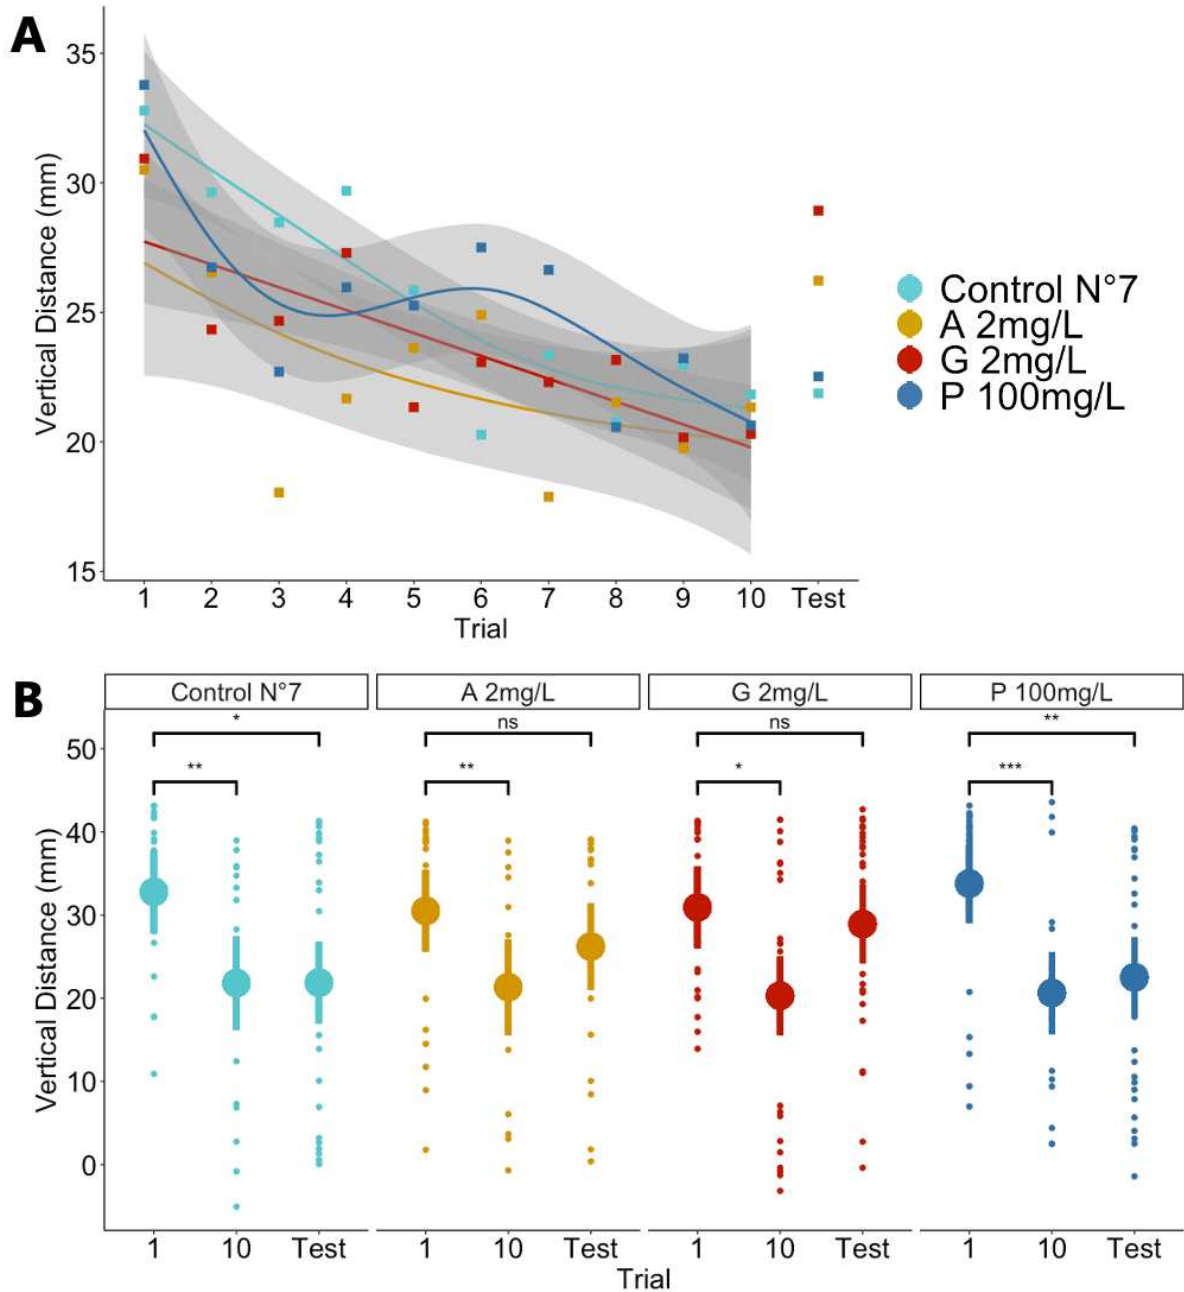 A
Vertical Distance (mm)
35
30
25
20
15
1 2 3 4 5 6 7 8 9 10 Test
Trial
Control N°7
A 2mg/L
G 2mg/L
P 100mg/L
B
Control N°7 A 2mg/L G 2mg/L P 100mg/L
* ns ns **
** ** * ***
Vertical Distance (mm)
50
40
30
20
10
0
1 10 Test 1 10 Test 1 10 Test 1 10 Test
Trial